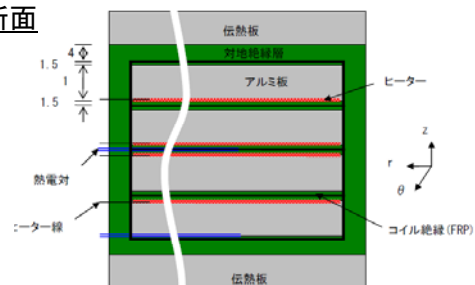 断面
伝熱板
対地絶縁層
4
1.5
1
1.5
アルミ板
ヒーター
熱電対
ヒーター線
z
r
θ
コイル絶縁(FRP)
伝熱板